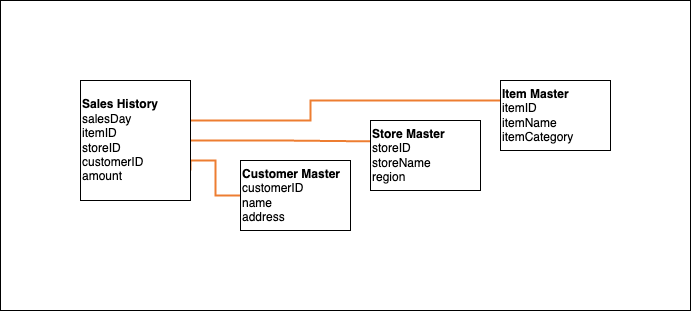 Sales History
salesDay
itemID
storeID
customerID
amount
Customer Master
customerID
name
address
Store Master
storeID
storeName
region
Item Master
itemID
itemName
itemCategory